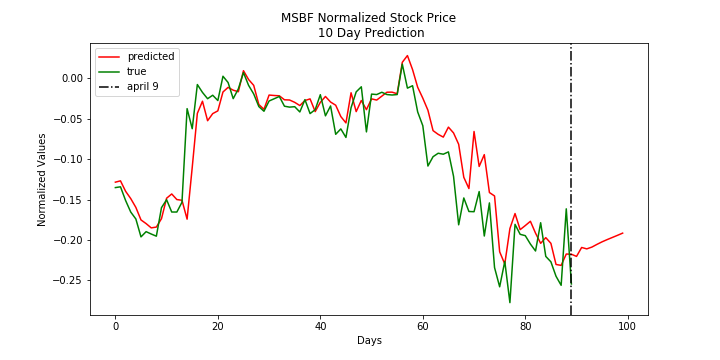 MSBF Normalized Stock Price
10 Day Prediction
predicted
true
april 9
Normalized Values
0.00
−0.05
−0.10
−0.15
−0.20
−0.25
0 20 40 60 80 100
Days